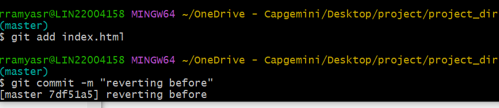 rramyasr@LIN22004158 MINGW64 ~/OneDrive - Capgemini/Desktop/project/project_dir
(master)
$ git add index.html
rramyasr@LIN22004158 MINGW64 ~/OneDrive - Capgemini/Desktop/project/project_dir
(master)
$ git commit -m "reverting before"
[master 7df51a5] reverting before